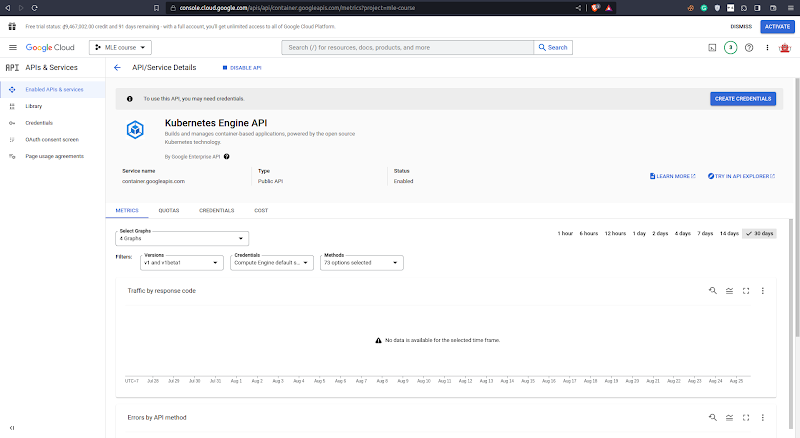 console.cloud.google.com/apis/api/container.googleapis.com/metrics?project=mle-course
Free trial status: ₫9,467,002.00 credit and 91 days remaining - with a full account, you'll get unlimited access to all of Google Cloud Platform.
DISMISS
ACTIVATE
Google Cloud
MLE course
Search (/) for resources, docs, products, and more
Search
3
API
APIs & Services
API/Service Details
DISABLE API
Enabled APIs & services
Library
Credentials
OAuth consent screen
Page usage agreements
To use this API, you may need credentials.
CREATE CREDENTIALS
Kubernetes Engine API
Builds and manages container-based applications, powered by the open source
Kubernetes technology.
By Google Enterprise API
Service name
container.googleapis.com
Type
Public API
Status
Enabled
LEARN MORE
TRY IN API EXPLORER
METRICS
QUOTAS
CREDENTIALS
COST
Select Graphs
4 Graphs
1 hour 6 hours 12 hours 1 day 2 days 4 days 7 days 14 days 30 days
Filters:
Versions
v1 and v1beta1
Credentials
Compute Engine default s...
Methods
73 options selected
Traffic by response code
No data is available for the selected time frame.
UTC+7 Jul 28 Jul 29 Jul 30 Jul 31 Aug 1 Aug 2 Aug 3 Aug 4 Aug 5 Aug 6 Aug 7 Aug 8 Aug 9 Aug 10 Aug 11 Aug 12 Aug 13 Aug 14 Aug 15 Aug 16 Aug 17 Aug 18 Aug 19 Aug 20 Aug 21 Aug 22 Aug 23 Aug 24 Aug 25
Errors by API method